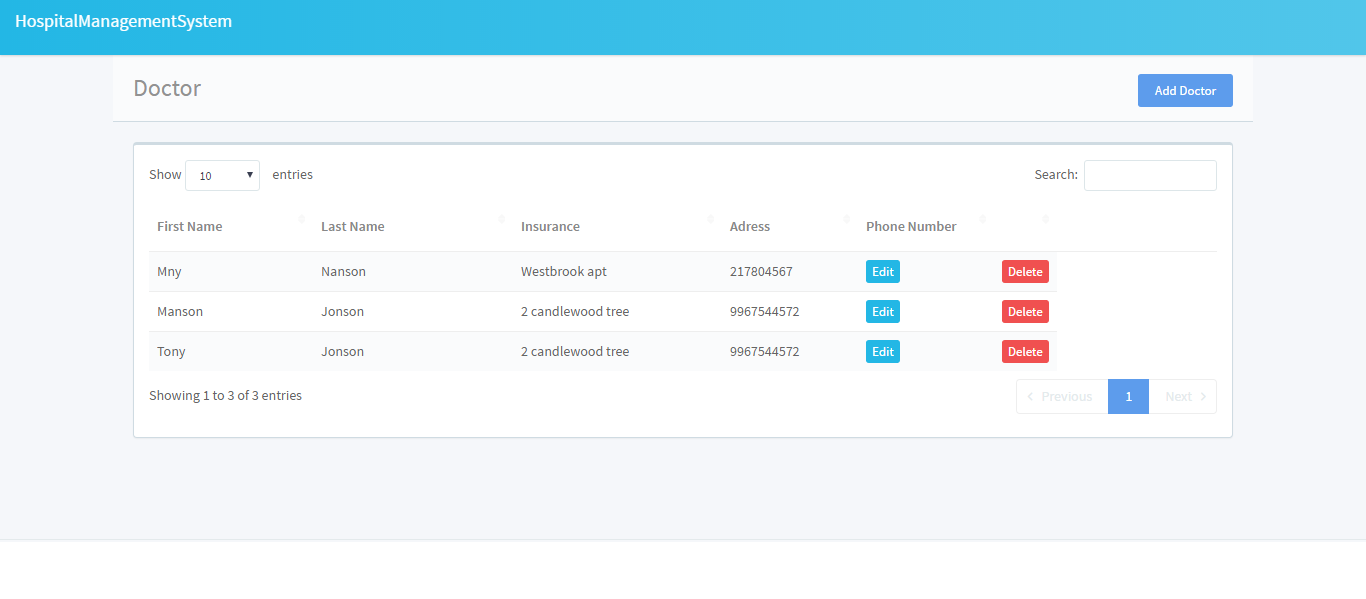 HospitalManagementSystem
Doctor
Add Doctor
Show 10 entries
Search:
First Name Last Name Insurance Adress Phone Number
Mny Nanson Westbrook apt 217804567 Edit Delete
Manson Jonson 2 candlewood tree 9967544572 Edit Delete
Tony Jonson 2 candlewood tree 9967544572 Edit Delete
Showing 1 to 3 of 3 entries
‹ Previous 1 Next ›